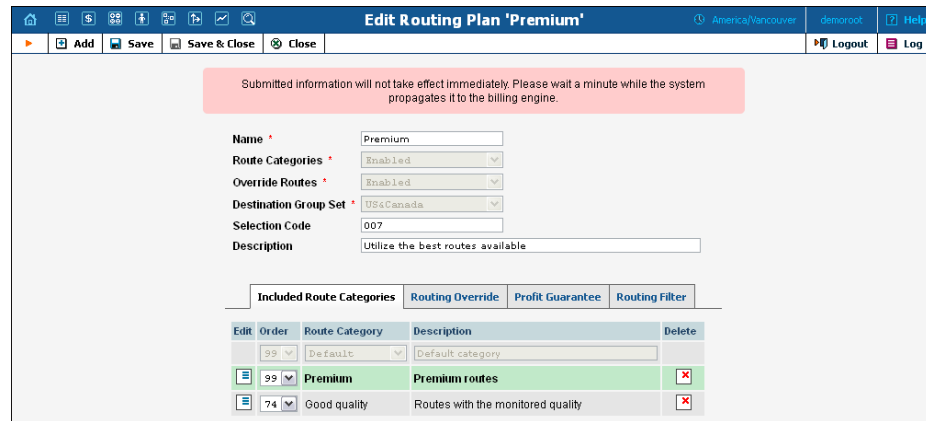 Edit Routing Plan 'Premium'
America/Vancouver
demoroot
Help
Add
Save
Save & Close
Close
Logout
Log
Submitted information will not take effect immediately. Please wait a minute while the system
propagates it to the billing engine.
Name * Premium
Route Categories * Enabled
Override Routes * Enabled
Destination Group Set * US&Canada
Selection Code 007
Description Utilize the best routes available
Included Route Categories Routing Override Profit Guarantee Routing Filter
Edit Order Route Category Description Delete
99 Default Default category
99 Premium Premium routes
74 Good quality Routes with the monitored quality